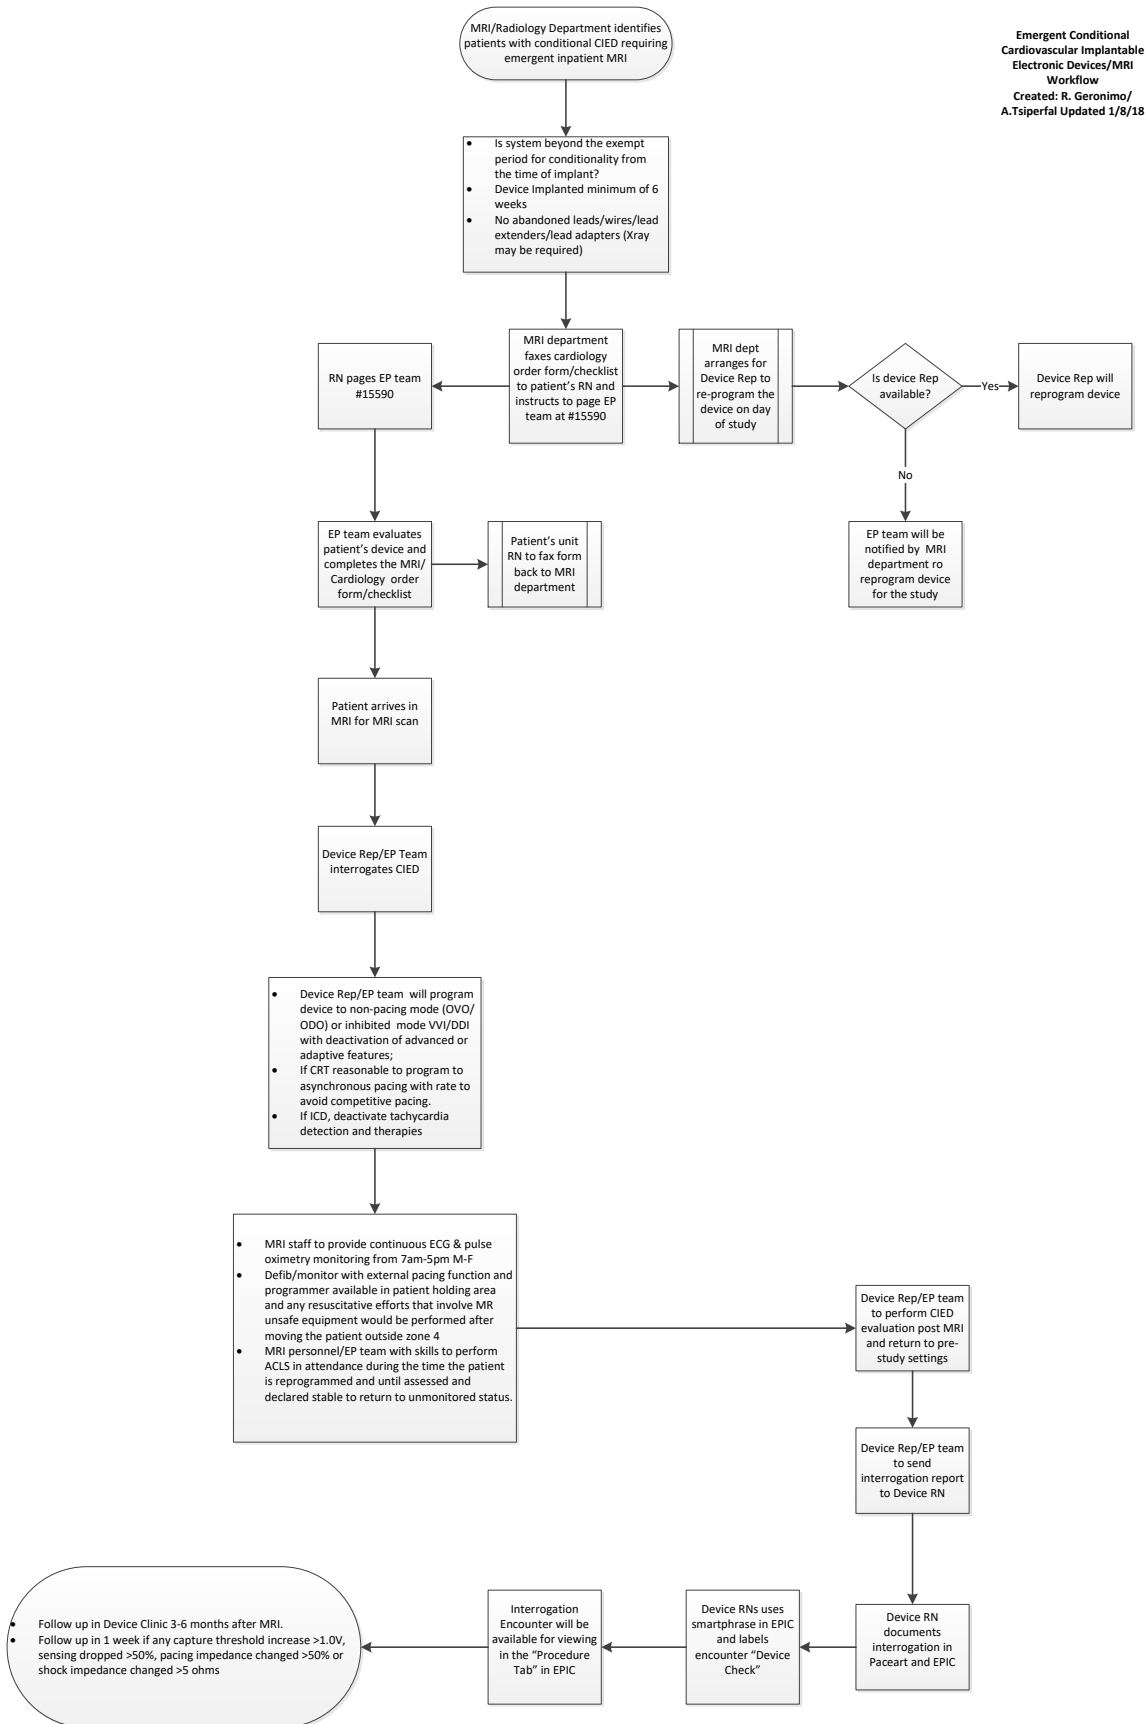 MRI/Radiology Department identifies
patients with conditional CIED requiring
emergent inpatient MRI
Emergent Conditional
Cardiovascular Implantable
Electronic Devices/MRI
Workflow
Created: R. Geronimo/
A.Tsiperfal Updated 1/8/18
• Is system beyond the exempt
period for conditionality from
the time of implant?
• Device Implanted minimum of 6
weeks
• No abandoned leads/wires/lead
extenders/lead adapters (Xray
may be required)
RN pages EP team
#15590
MRI department
faxes cardiology
order form/checklist
to patient's RN and
instructs to page EP
team at #15590
MRI dept
arranges for
Device Rep to
re-program the
device on day
of study
Is device Rep
available?
Yes
Device Rep will
reprogram device
No
EP team evaluates
patient's device and
completes the MRI/
Cardiology  order
form/checklist
Patient's unit
RN to fax form
back to MRI
department
EP team will be
notified by  MRI
department ro
reprogram device
for the study
Patient arrives in
MRI for MRI scan
Device Rep/EP Team
interrogates CIED
• Device Rep/EP team  will program
device to non-pacing mode (OVO/
ODO) or inhibited  mode VVI/DDI
with deactivation of advanced or
adaptive features;
• If CRT reasonable to program to
asynchronous pacing with rate to
avoid competitive pacing.
• If ICD, deactivate tachycardia
detection and therapies
• MRI staff to provide continuous ECG & pulse
oximetry monitoring from 7am-5pm M-F
• Defib/monitor with external pacing function and
programmer available in patient holding area
and any resuscitative efforts that involve MR
unsafe equipment would be performed after
moving the patient outside zone 4
• MRI personnel/EP team with skills to perform
ACLS in attendance during the time the patient
is reprogrammed and until assessed and
declared stable to return to unmonitored status.
Device Rep/EP team
to perform CIED
evaluation post MRI
and return to pre-
study settings
Device Rep/EP team
to send
interrogation report
to Device RN
Device RN
documents
interrogation in
Paceart and EPIC
Device RNs uses
smartphrase in EPIC
and labels
encounter "Device
Check"
Interrogation
Encounter will be
available for viewing
in the "Procedure
Tab" in EPIC
• Follow up in Device Clinic 3-6 months after MRI.
• Follow up in 1 week if any capture threshold increase >1.0V,
sensing dropped >50%, pacing impedance changed >50% or
shock impedance changed >5 ohms